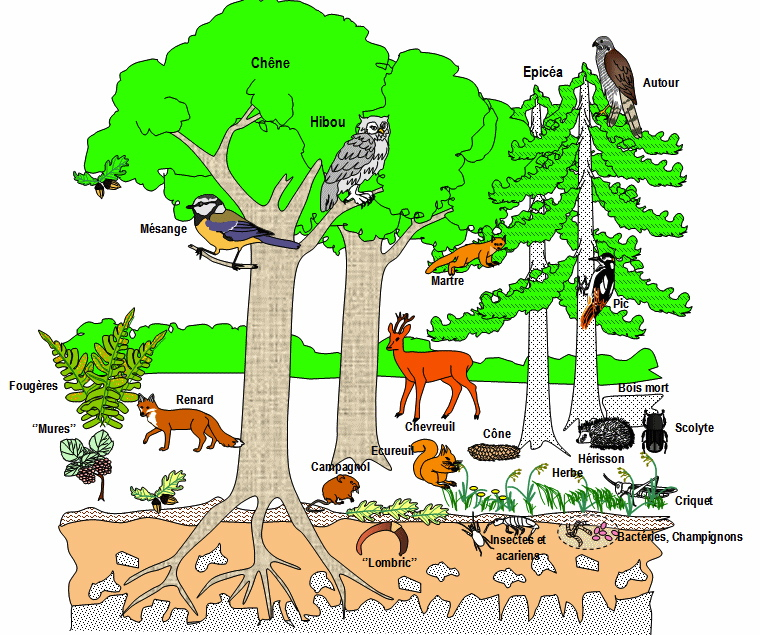 Chêne
Epicéa
Autour
Hibou
Mésange
Martre
Pic
Fougères
Renard
Bois mort
"Mures"
Chevreuil
Cône
Scolyte
Ecureuil
Hérisson
Campagnol
Herbe
Criquet
Insectes et
acariens
Bactéries, Champignons
"Lombric"